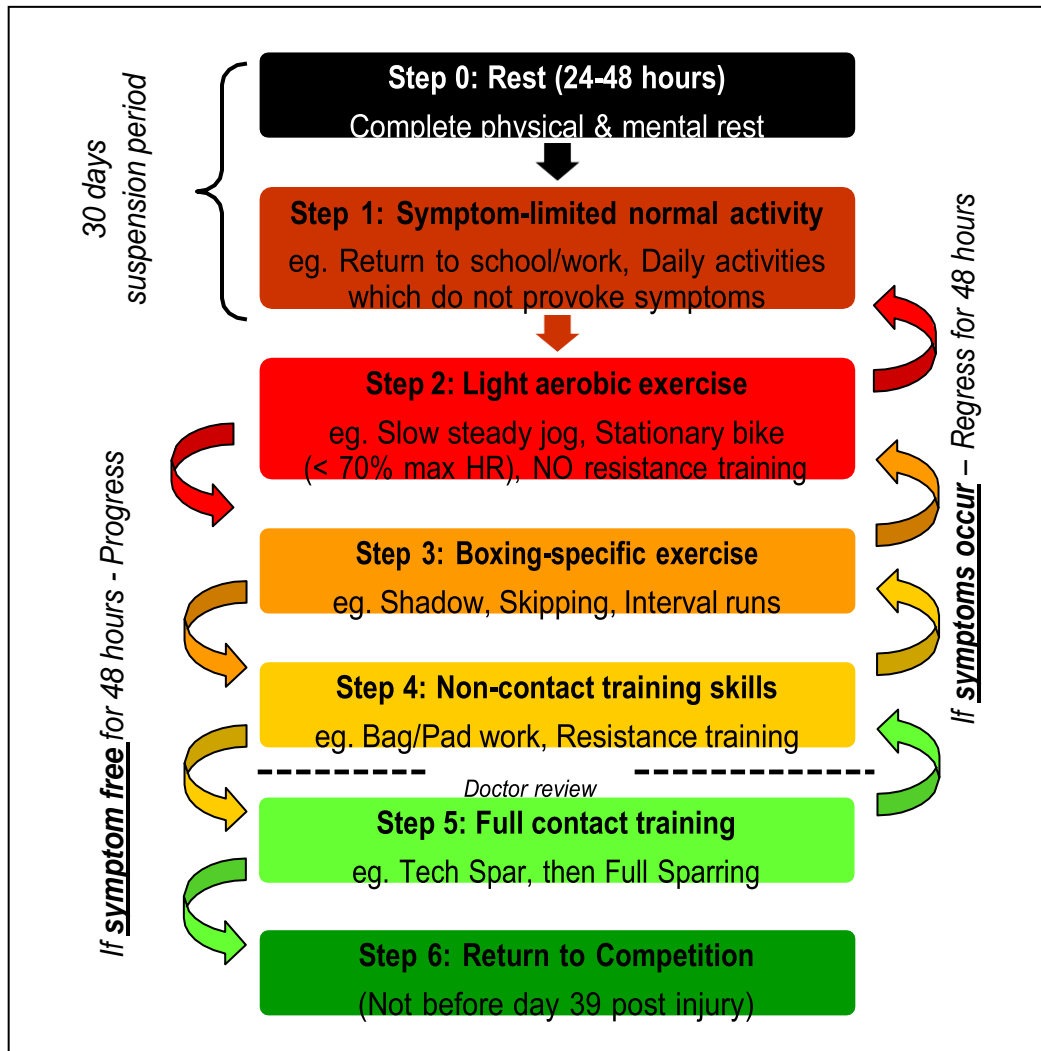 Step 0: Rest (24-48 hours)
Complete physical & mental rest
30 days
suspension period
Step 1: Symptom-limited normal activity
eg. Return to school/work, Daily activities
which do not provoke symptoms
Step 2: Light aerobic exercise
eg. Slow steady jog, Stationary bike
(< 70% max HR), NO resistance training
Step 3: Boxing-specific exercise
eg. Shadow, Skipping, Interval runs
Step 4: Non-contact training skills
eg. Bag/Pad work, Resistance training
Doctor review
Step 5: Full contact training
eg. Tech Spar, then Full Sparring
Step 6: Return to Competition
(Not before day 39 post injury)
If symptom free for 48 hours - Progress
If symptoms occur – Regress for 48 hours